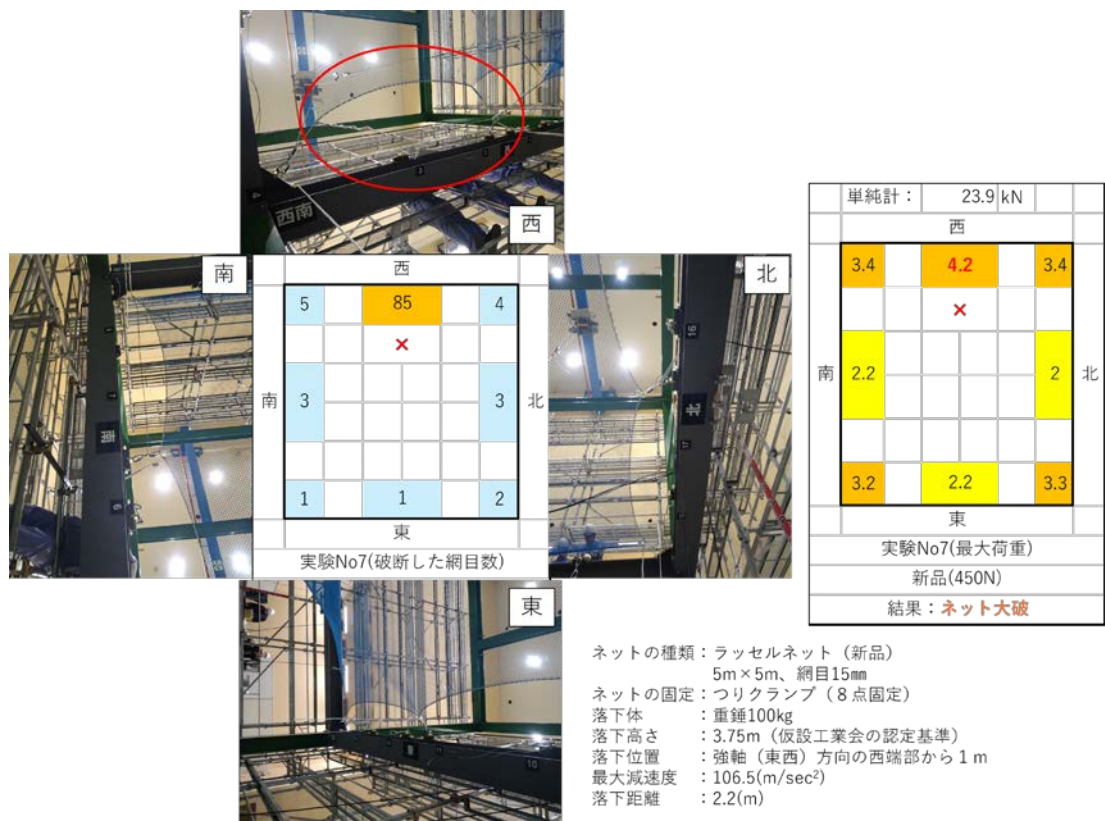 西南
西
単純計： 23.9 kN
西
3.4 4.2 3.4
×
南 2.2 2 北
3.2 2.2 3.3
東
実験No7(最大荷重)
新品(450N)
結果：ネット大破
南
南
9
西
5 85 4
×
南 3 3 北
1 1 2
東
実験No7(破断した網目数)
北
16
北
17
東
11
10
ネットの種類：ラッセルネット（新品）
5m×5m、網目15㎜
ネットの固定：つりクランプ（８点固定）
落下体　　　：重錘100kg
落下高さ　　：3.75m（仮設工業会の認定基準）
落下位置　　：強軸（東西）方向の西端部から１ｍ
最大減速度　：106.5(m/sec²)
落下距離　　：2.2(m)